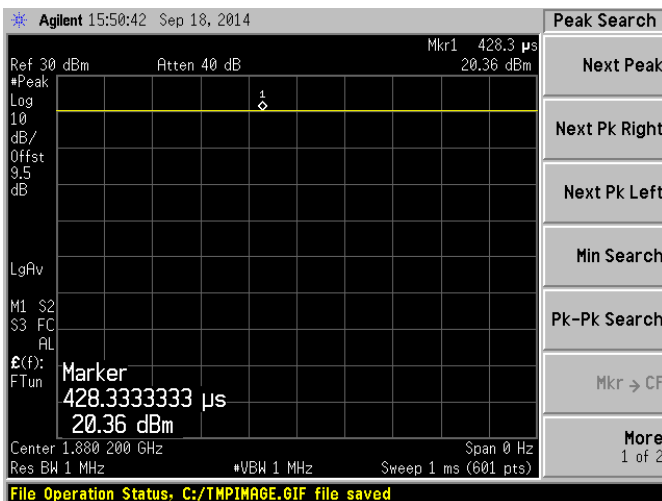 Agilent 15:50:42 Sep 18, 2014
Peak Search
Mkr1 428.3 µs
Ref 30 dBm Atten 40 dB 20.36 dBm
#Peak
Log
10
dB/
Offst
9.5
dB
1
LgAv
M1 S2
S3 FC
AL
£(f):
FTun
Marker
428.3333333 µs
20.36 dBm
Center 1.880 200 GHz Span 0 Hz
Res BW 1 MHz #VBW 1 MHz Sweep 1 ms (601 pts)
File Operation Status, C:/TMPIMAGE.GIF file saved
Next Peak
Next Pk Right
Next Pk Left
Min Search
Pk-Pk Search
Mkr → CF
More
1 of 2